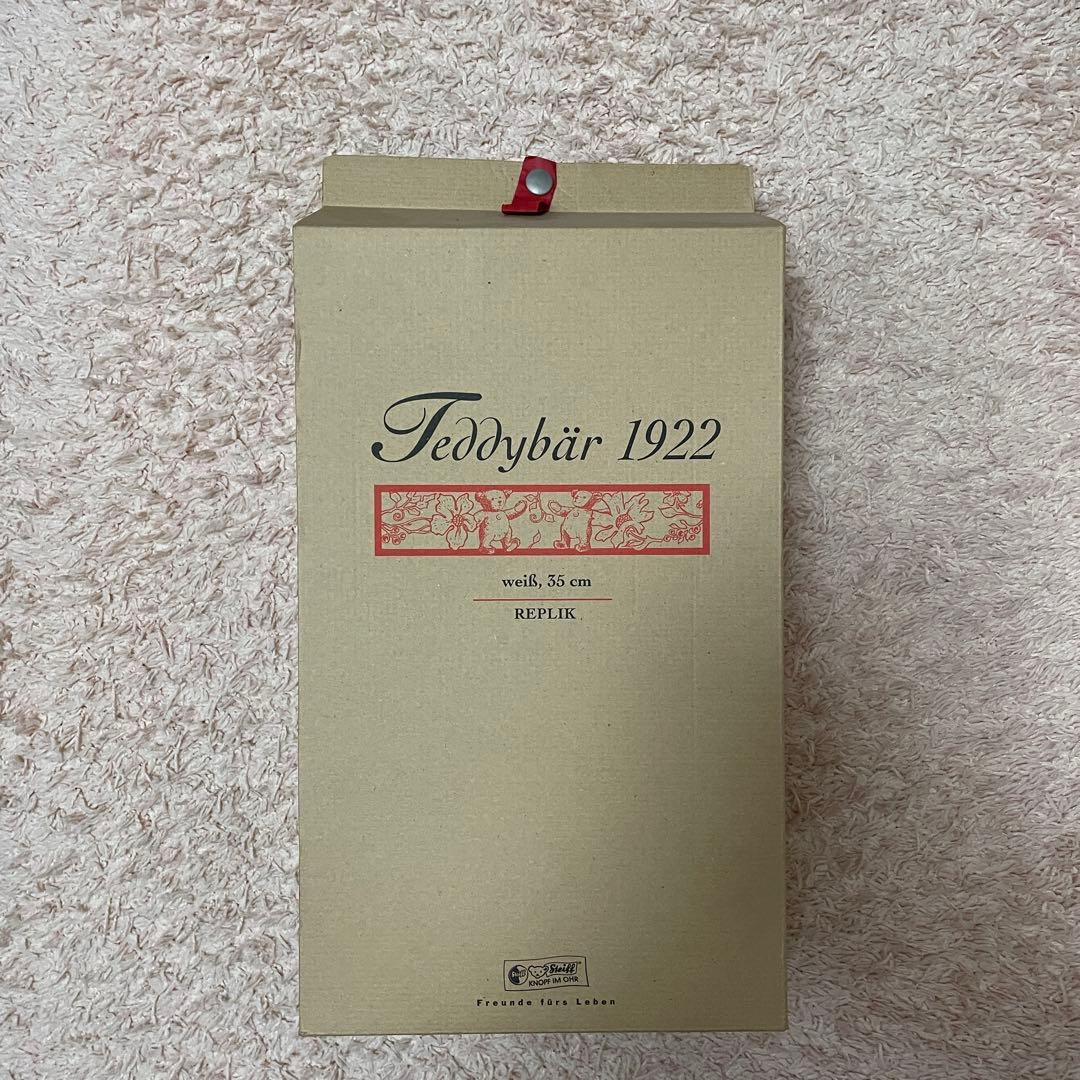 Teddybär 1922
weiß, 35 cm
REPLIK
Steiff
KNOPF IM OHR
Freunde fürs Leben